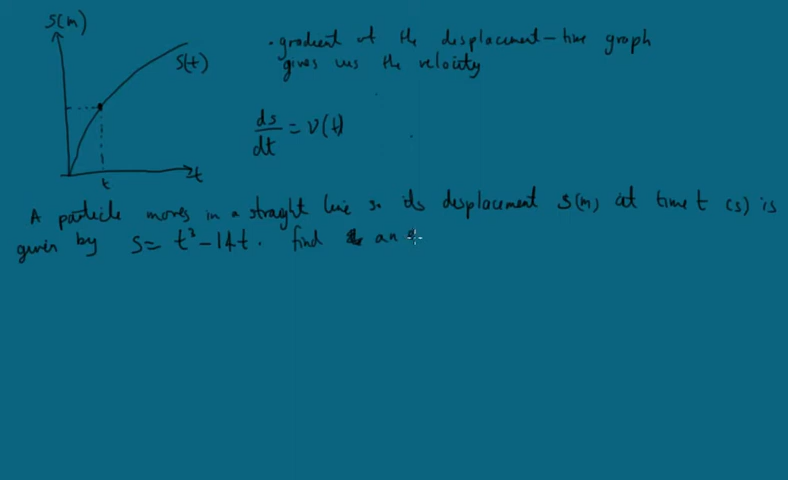 s(m)
s(t)
t
t
. gradient of the displacement - time graph
gives us the velocity
ds/dt = v(t)
A particle moves in a straight line so its displacement s(m) at time t (s) is
given by s = t³ - 14t. find an